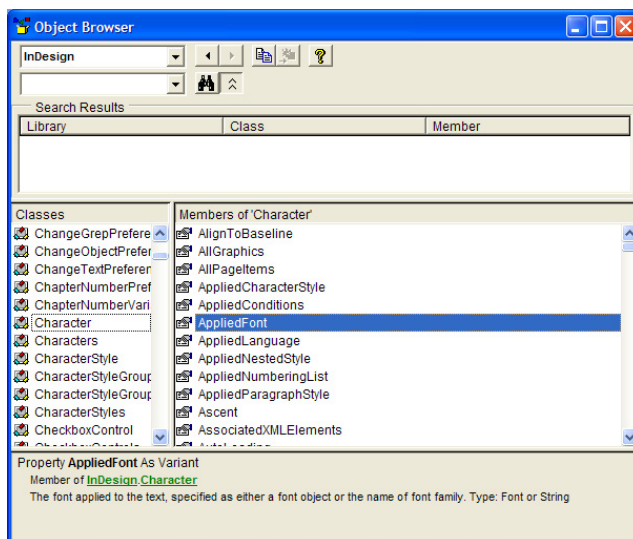 Object Browser
InDesign
Search Results
Library Class Member
Classes
ChangeGrepPrefere
ChangeObjectPrefer
ChangeTextPreferen
ChapterNumberPref
ChapterNumberVari
Character
Characters
CharacterStyle
CharacterStyleGroup
CharacterStyleGroup
CharacterStyles
CheckboxControl
CheckboxControls
Members of 'Character'
AlignToBaseline
AllGraphics
AllPageItems
AppliedCharacterStyle
AppliedConditions
AppliedFont
AppliedLanguage
AppliedNestedStyle
AppliedNumberingList
AppliedParagraphStyle
Ascent
AssociatedXMLElements
AutoLeading
Property AppliedFont As Variant
Member of InDesign.Character
The font applied to the text, specified as either a font object or the name of font family. Type: Font or String